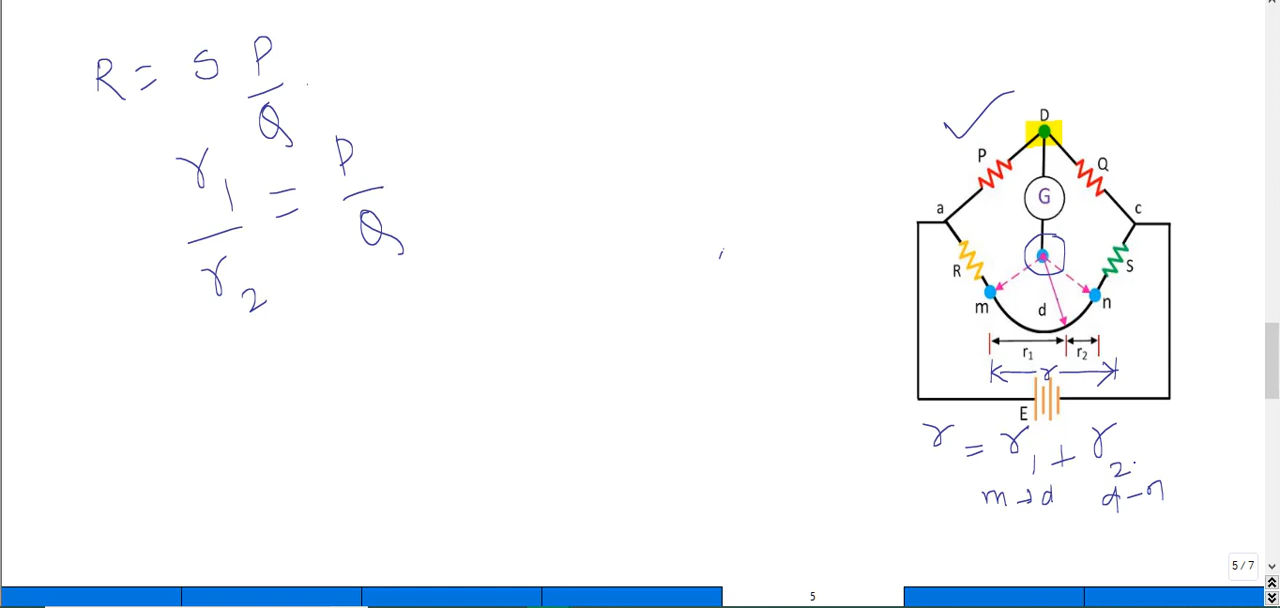 R = S P
Q
r1 = P
r2 Q
D
P
Q
G
a
c
R
S
m
d
n
r1
r2
r
E
r = r1 + r2.
m→d d-n
5 / 7
5